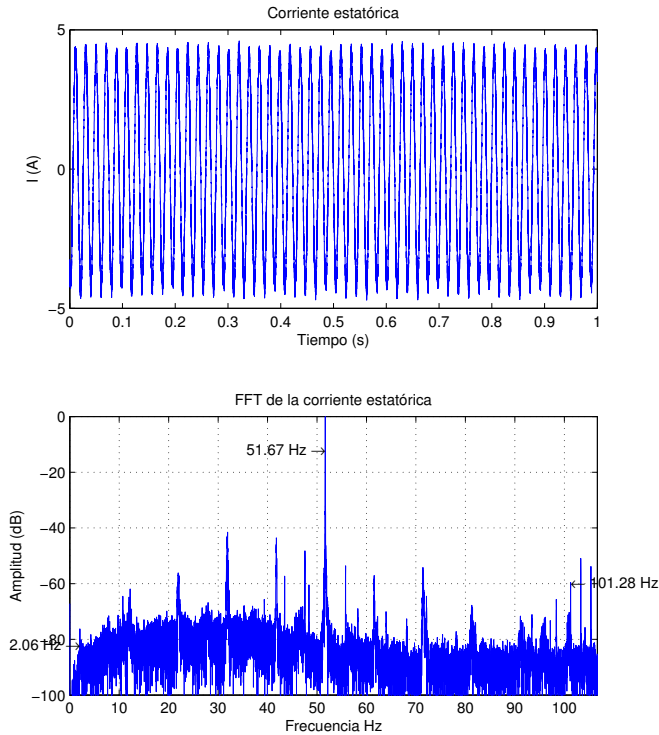 Corriente estatórica
5
0
−5
I (A)
0 0.1 0.2 0.3 0.4 0.5 0.6 0.7 0.8 0.9 1
Tiempo (s)
FFT de la corriente estatórica
0
−20
−40
−60
−80
−100
Amplitud (dB)
51.67 Hz →
← 101.28 Hz
2.06 Hz →
0 10 20 30 40 50 60 70 80 90 100
Frecuencia Hz